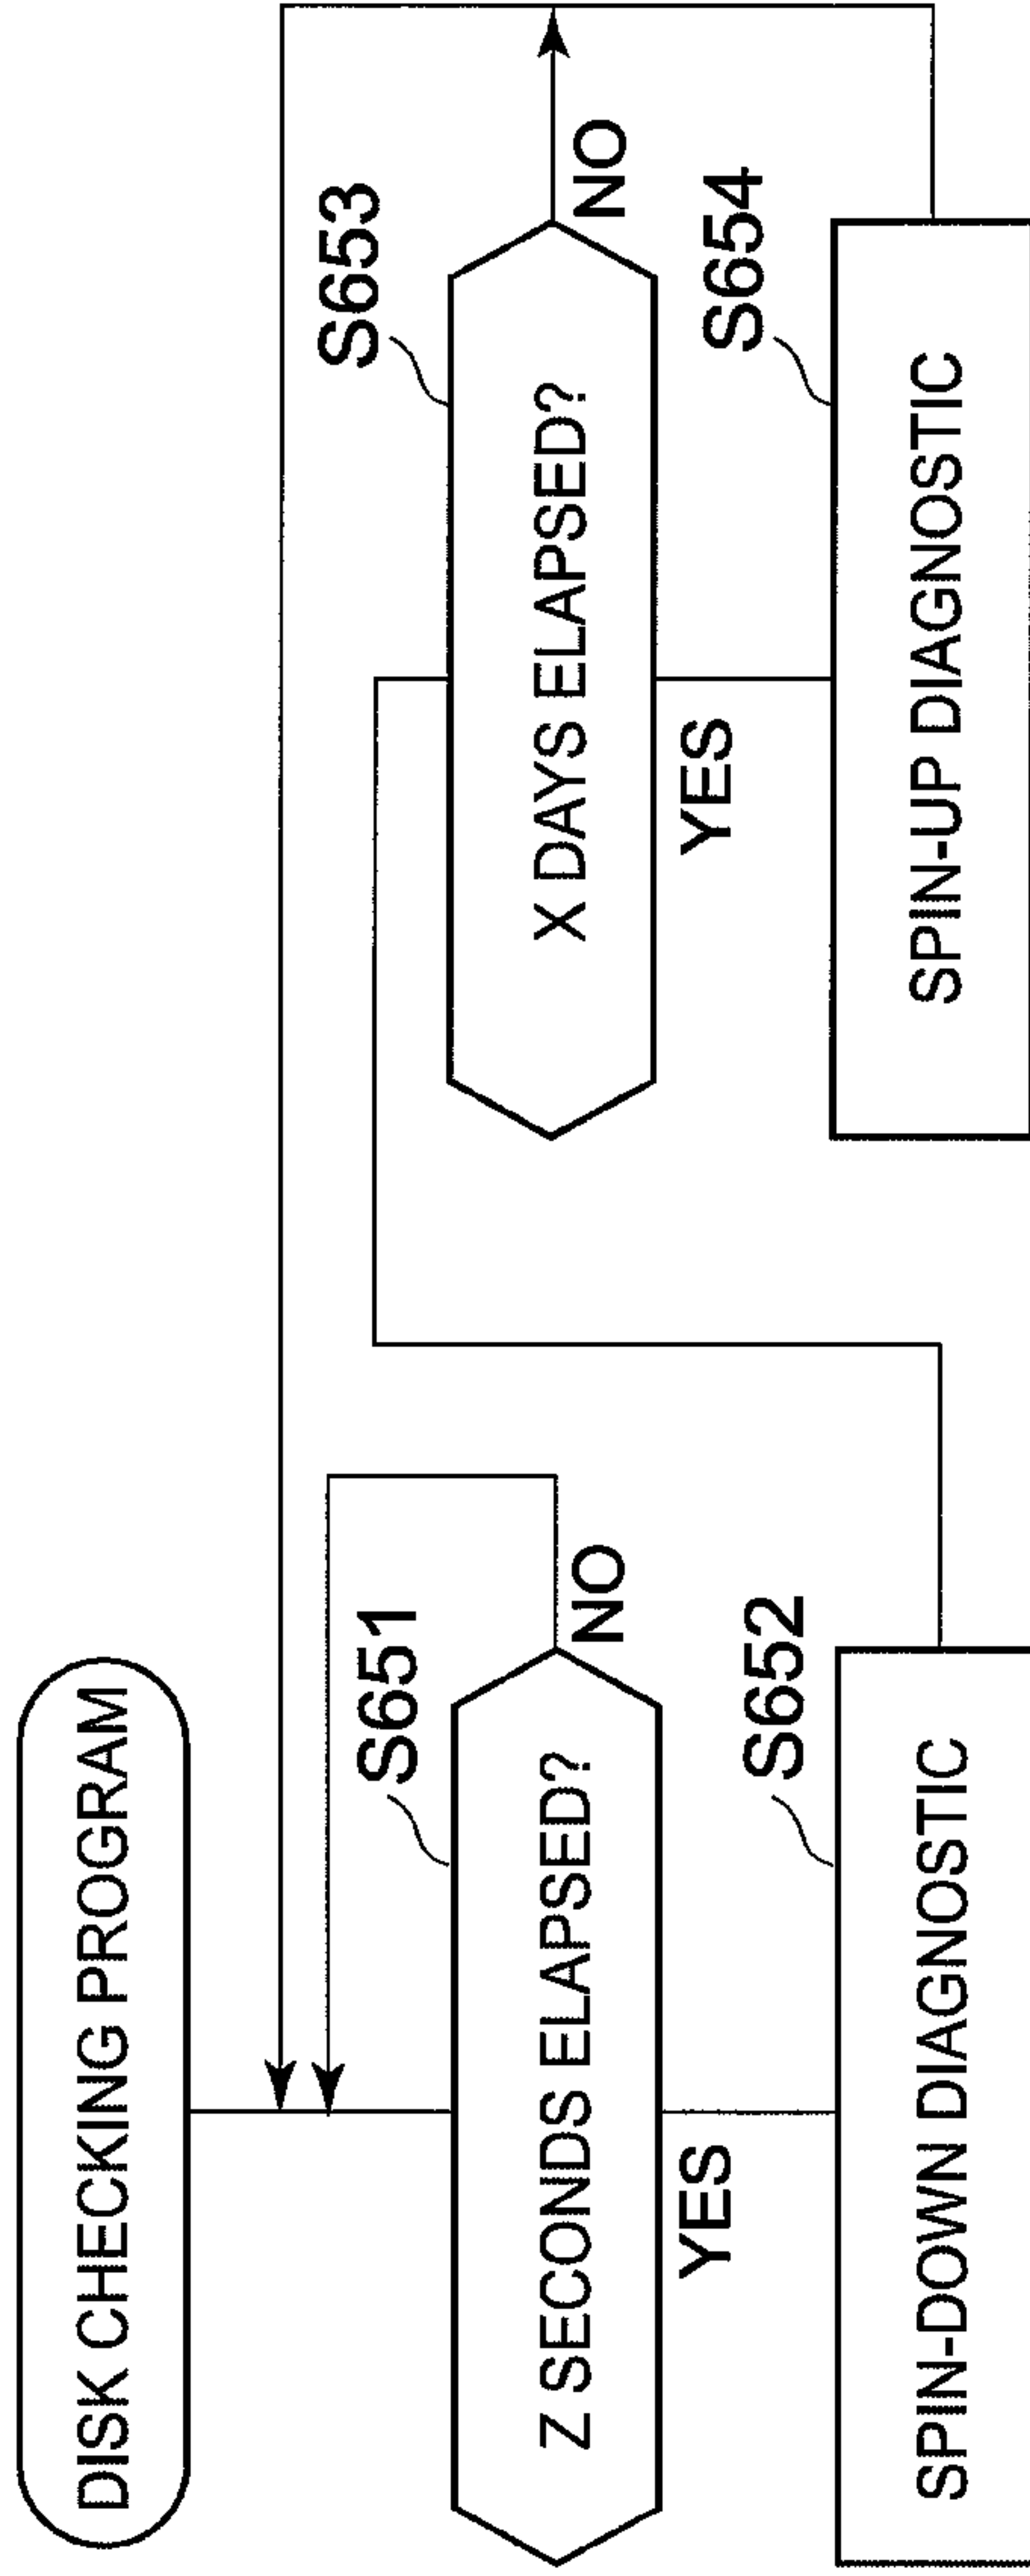 DISK CHECKING PROGRAM
S651
Z SECONDS ELAPSED?
NO
YES
S652
SPIN-DOWN DIAGNOSTIC
S653
X DAYS ELAPSED?
NO
YES
S654
SPIN-UP DIAGNOSTIC